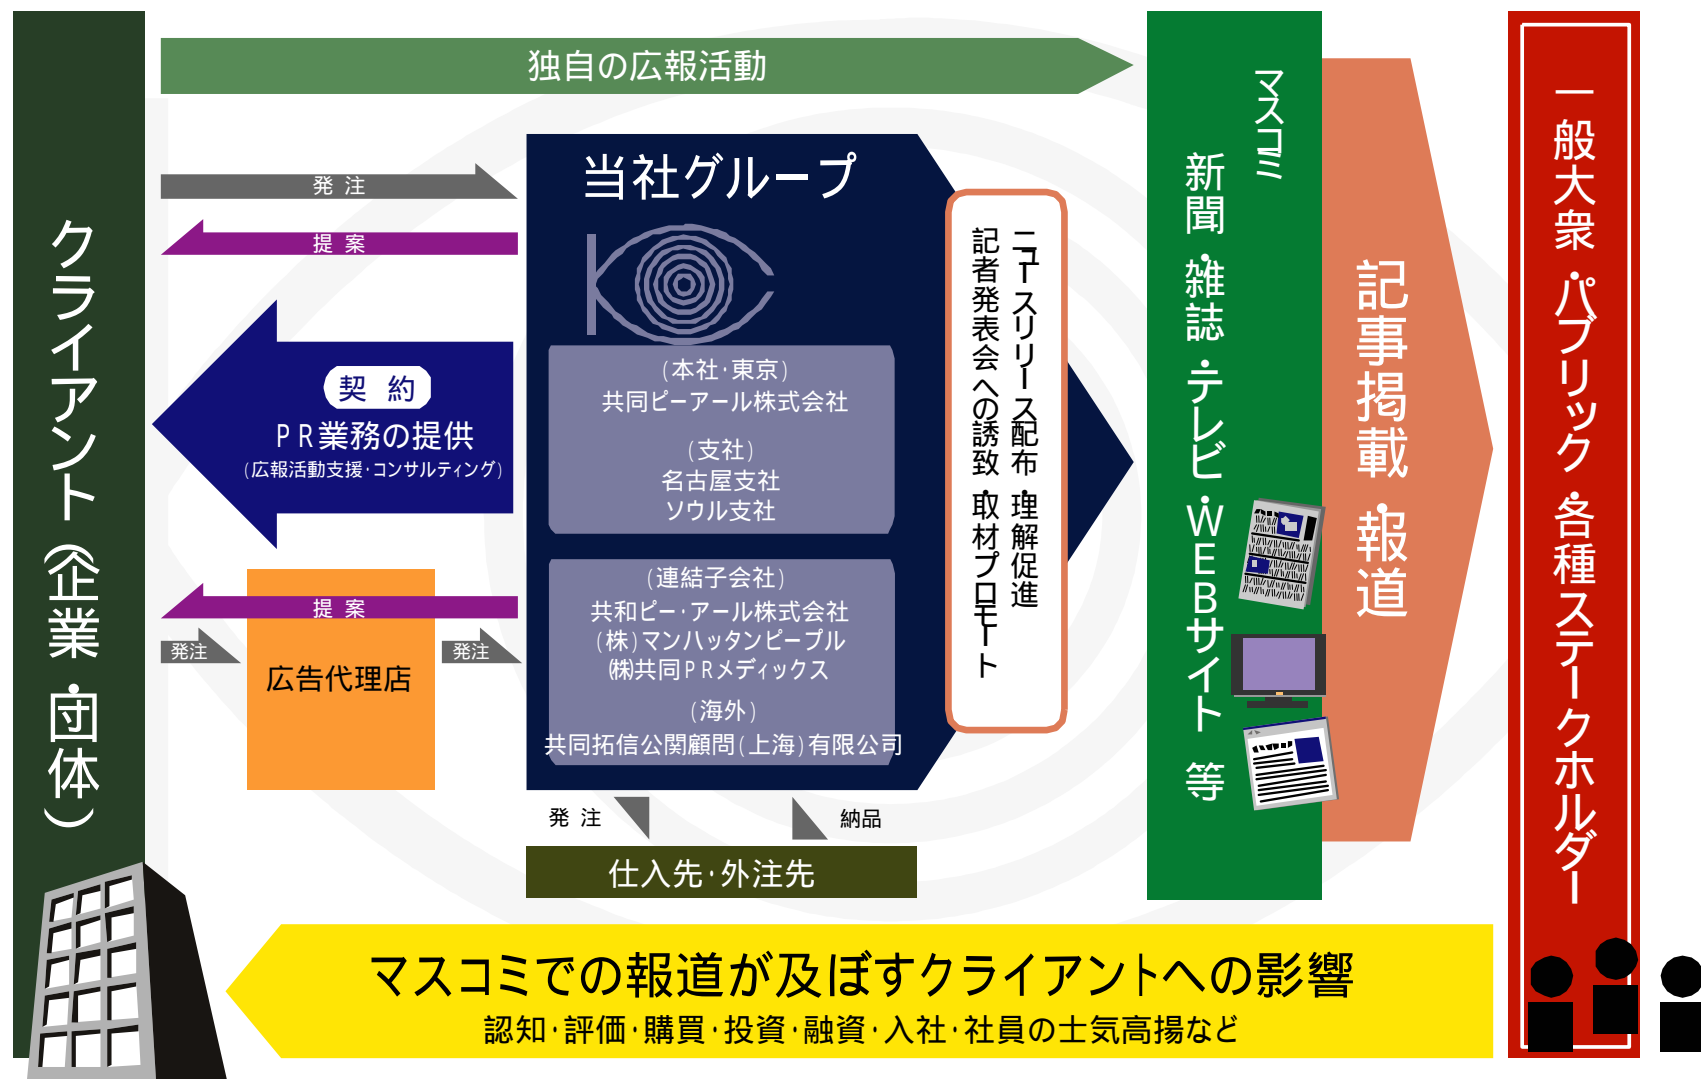 独自の広報活動
クライアント(企業・団体)
発 注
提 案
契 約
PR業務の提供
(広報活動支援・コンサルティング)
提 案
発注
発注
広告代理店
当社グループ
(本社・東京)
共同ピーアール株式会社
(支社)
名古屋支社
ソウル支社
(連結子会社)
共和ピー・アール株式会社
(株)マンハッタンピープル
㈱共同PRメディックス
(海外)
共同拓信公関顧問(上海)有限公司
発 注
納品
仕入先・外注先
ニュースリリース配布・理解促進
記者発表会への誘致・取材プロモート
マスコミ
新聞・雑誌・テレビ・WEBサイト 等
記事掲載・報道
一般大衆・パブリック・各種ステークホルダー
マスコミでの報道が及ぼすクライアントへの影響
認知・評価・購買・投資・融資・入社・社員の士気高揚など